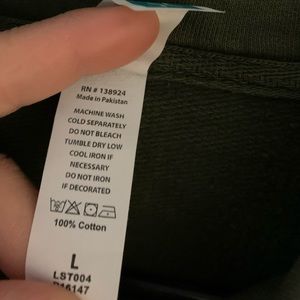 RN # 138924
Made in Pakistan
MACHINE WASH
COLD SEPARATELY
DO NOT BLEACH
TUMBLE DRY LOW
COOL IRON IF
NECESSARY
DO NOT IRON
IF DECORATED
100% Cotton
L
LST004